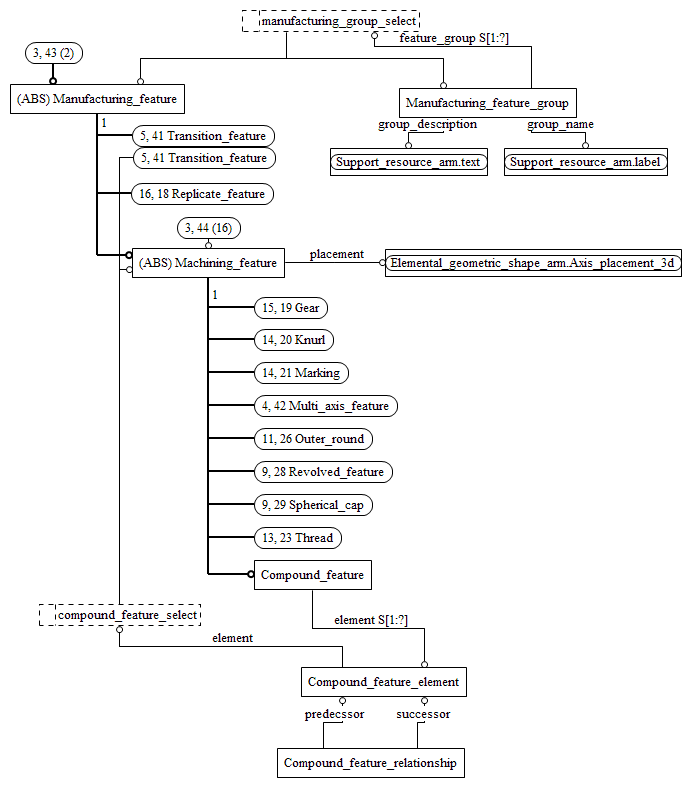 manufacturing_group_select
feature_group S[1:?]
3, 43 (2)
(ABS) Manufacturing_feature
Manufacturing_feature_group
1
group_description
group_name
5, 41 Transition_feature
5, 41 Transition_feature
Support_resource_arm.text
Support_resource_arm.label
16, 18 Replicate_feature
3, 44 (16)
(ABS) Machining_feature
placement
Elemental_geometric_shape_arm.Axis_placement_3d
1
15, 19 Gear
14, 20 Knurl
14, 21 Marking
4, 42 Multi_axis_feature
11, 26 Outer_round
9, 28 Revolved_feature
9, 29 Spherical_cap
13, 23 Thread
Compound_feature
compound_feature_select
element S[1:?]
element
Compound_feature_element
predecssor
successor
Compound_feature_relationship